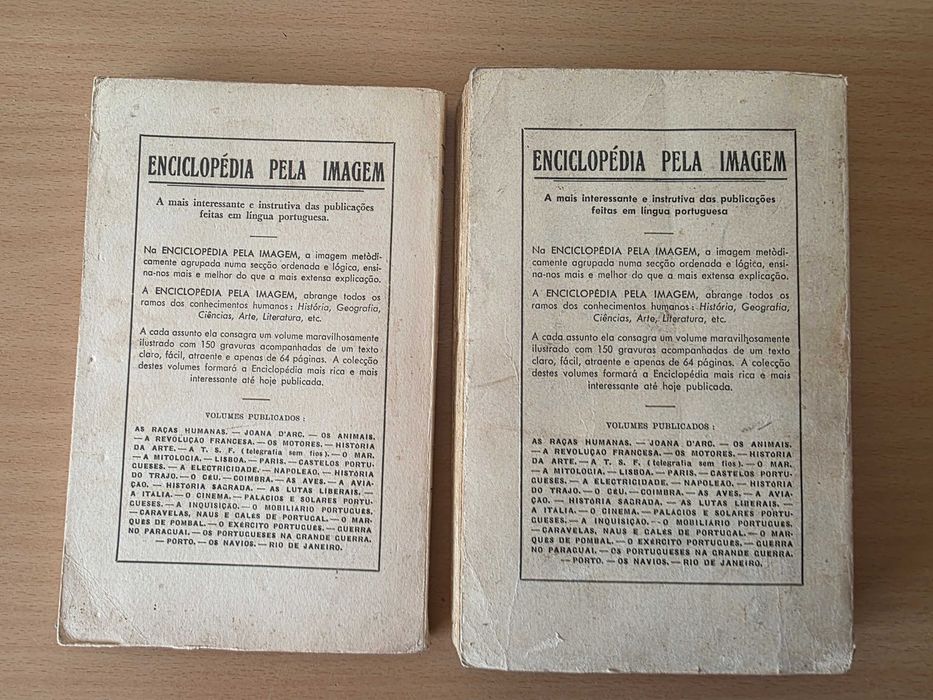 ENCICLOPÉDIA PELA IMAGEM
A mais interessante e instrutiva das publicações
feitas em língua portuguesa.
Na ENCICLOPÉDIA PELA IMAGEM, a imagem metòdi-
camente agrupada numa secção ordenada e lógica, ensi-
na-nos mais e melhor do que a mais extensa explicação.
A ENCICLOPÉDIA PELA IMAGEM, abrange todos os
ramos dos conhecimentos humanos: História, Geografia,
Ciências, Arte, Literatura, etc.
A cada assunto ela consagra um volume maravilhosamente
ilustrado com 150 gravuras acompanhadas de um texto
claro, fácil, atraente e apenas de 64 páginas. A colecção
destes volumes formará a Enciclopédia mais rica e mais
interessante até hoje publicada.
VOLUMES PUBLICADOS:
AS RAÇAS HUMANAS. — JOANA D'ARC. — OS ANIMAIS.
— A REVOLUÇÃO FRANCESA. — OS MOTORES. — HISTORIA
DA ARTE. — A T. S. F. (telegrafia sem fios). — O MAR.
— A MITOLOGIA. — LISBOA. — PARIS. — CASTELOS PORTU-
GUESES. — A ELECTRICIDADE. — NAPOLEÃO. — HISTÓRIA
DO TRAJO. — O CEU. — COIMBRA. — AS AVES. — A AVIA-
ÇÃO. — HISTÓRIA SAGRADA. — AS LUTAS LIBERAIS. —
A ITALIA. — O CINEMA. — PALACIOS E SOLARES PORTU-
GUESES. — A INQUISIÇÃO. — O MOBILIÁRIO PORTUGUÊS.
— CARAVELAS, NAUS E GALES DE PORTUGAL. — O MAR-
QUES DE POMBAL. — O EXÉRCITO PORTUGUES. — GUERRA
NO PARAGUAI. — OS PORTUGUESES NA GRANDE GUERRA.
— PORTO. — OS NAVIOS. — RIO DE JANEIRO.
ENCICLOPÉDIA PELA IMAGEM
A mais interessante e instrutiva das publicações
feitas em língua portuguesa
Na ENCICLOPÉDIA PELA IMAGEM, a imagem metòdi-
camente agrupada numa secção ordenada e lógica, ensi-
na-nos mais e melhor do que a mais extensa explicação.
A ENCICLOPÉDIA PELA IMAGEM, abrange todos os
ramos dos conhecimentos humanos: História, Geografia,
Ciências, Arte, Literatura, etc.
A cada assunto ela consagra um volume maravilhosamente
ilustrado com 150 gravuras acompanhadas de um texto
claro, fácil, atraente e apenas de 64 páginas. A colecção
destes volumes formará a Enciclopédia mais rica e mais
interessante até hoje publicada.
VOLUMES PUBLICADOS:
AS RAÇAS HUMANAS. — JOANA D'ARC. — OS ANIMAIS.
— A REVOLUÇÃO FRANCESA. — OS MOTORES. — HISTORIA
DA ARTE. — A T. S. F. (telegrafia sem fios). — O MAR.
— A MITOLOGIA. — LISBOA. — PARIS. — CASTELOS PORTU-
GUESES. — A ELECTRICIDADE. — NAPOLEÃO. — HISTÓRIA
DO TRAJO. — O CEU. — COIMBRA. — AS AVES. — A AVIA-
ÇÃO. — HISTÓRIA SAGRADA. — AS LUTAS LIBERAIS. —
A ITALIA. — O CINEMA. — PALACIOS E SOLARES PORTU-
GUESES. — A INQUISIÇÃO. — O MOBILIÁRIO PORTUGUÊS.
— CARAVELAS, NAUS E GALES DE PORTUGAL. — O MAR-
QUES DE POMBAL. — O EXÉRCITO PORTUGUES. — GUERRA
NO PARAGUAI. — OS PORTUGUESES NA GRANDE GUERRA.
— PORTO. — OS NAVIOS. — RIO DE JANEIRO.